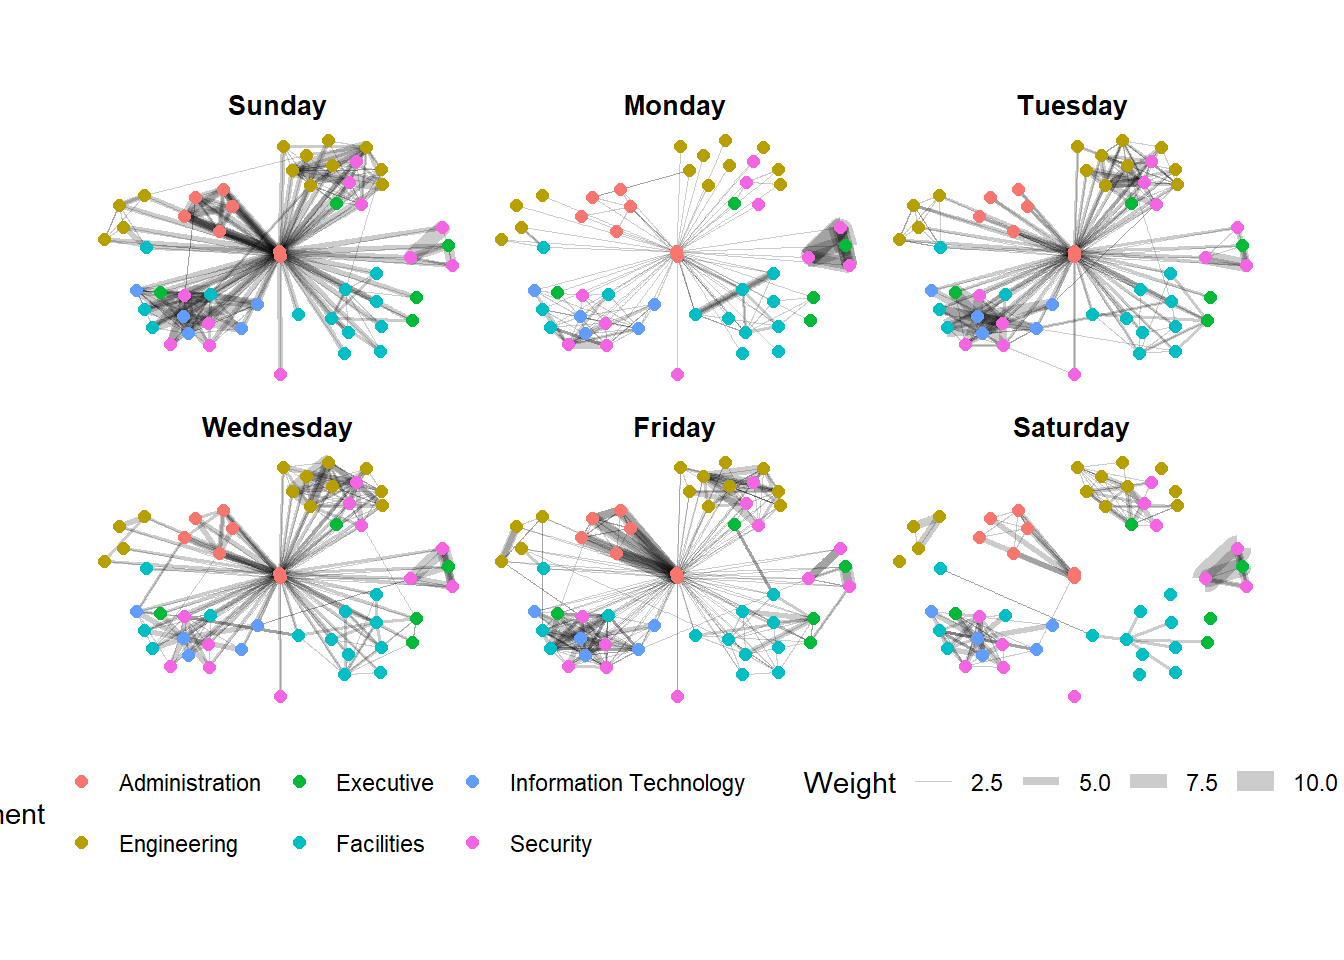 Sunday Monday Tuesday
Wednesday Friday Saturday
Administration Executive Information Technology Weight 2.5 5.0 7.5 10.0
Engineering Facilities Security